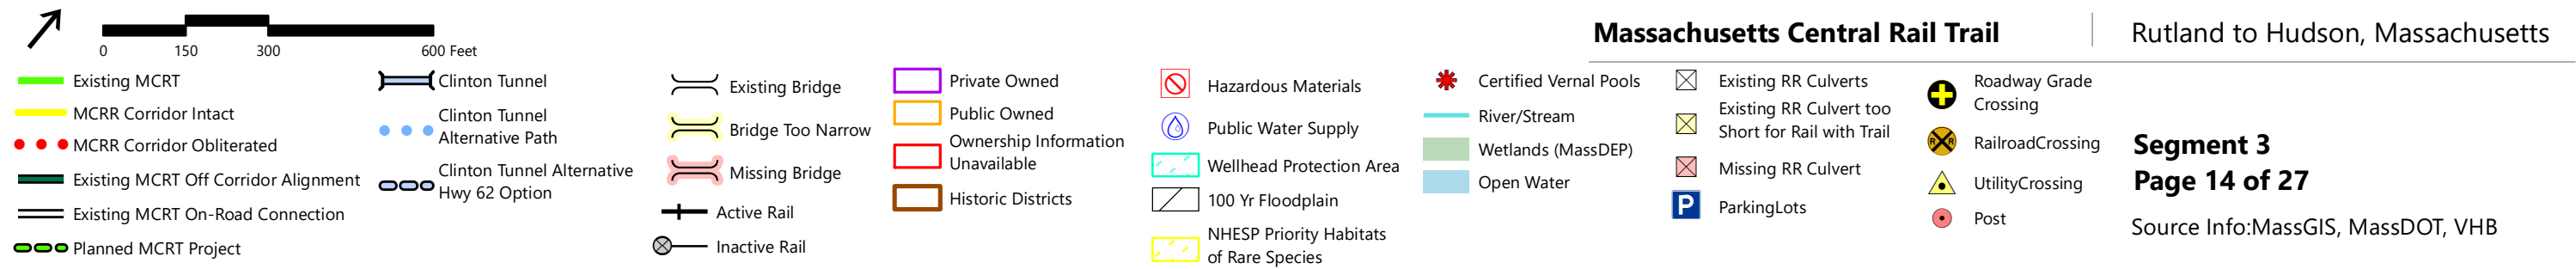 0 150 300 600 Feet
Existing MCRT
MCRR Corridor Intact
MCRR Corridor Obliterated
Existing MCRT Off Corridor Alignment
Existing MCRT On-Road Connection
Planned MCRT Project
Clinton Tunnel
Clinton Tunnel
Alternative Path
Clinton Tunnel Alternative
Hwy 62 Option
Existing Bridge
Bridge Too Narrow
Missing Bridge
Active Rail
Inactive Rail
Private Owned
Public Owned
Ownership Information
Unavailable
Historic Districts
Hazardous Materials
Public Water Supply
Wellhead Protection Area
100 Yr Floodplain
NHESP Priority Habitats
of Rare Species
Certified Vernal Pools
River/Stream
Wetlands (MassDEP)
Open Water
Existing RR Culverts
Existing RR Culvert too
Short for Rail with Trail
Missing RR Culvert
P ParkingLots
Roadway Grade
Crossing
R R RailroadCrossing
UtilityCrossing
Post
Massachusetts Central Rail Trail
Rutland to Hudson, Massachusetts
Segment 3
Page 14 of 27
Source Info:MassGIS, MassDOT, VHB